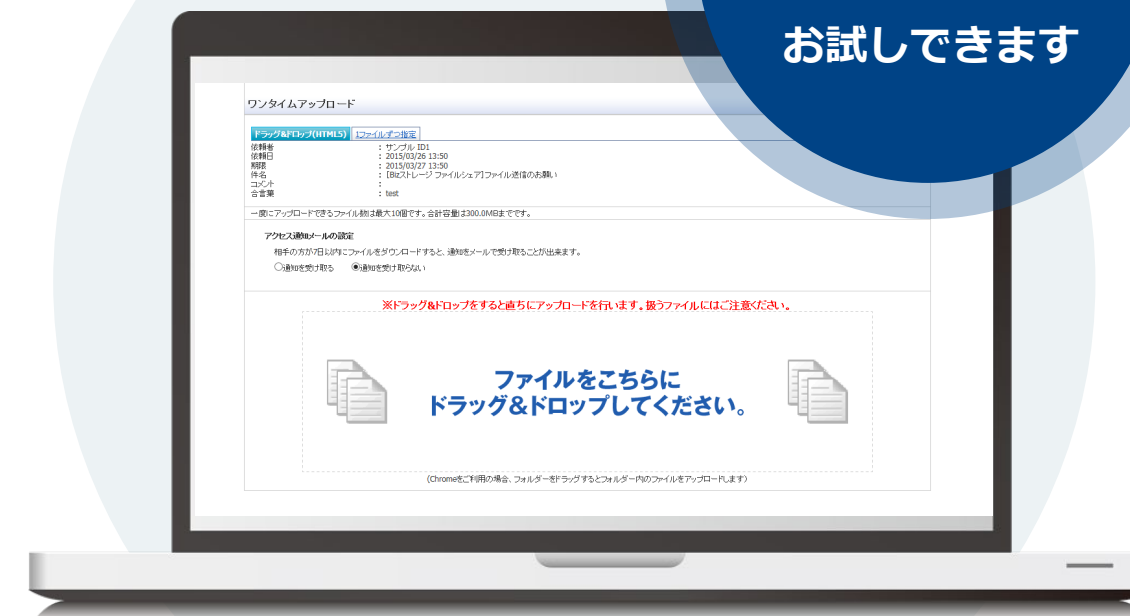 お試しできます
ワンタイムアップロード
ドラッグ&ドロップ(HTML5) 1ファイルずつ指定
依頼者 : サンプル ID1
依頼日 : 2015/03/26 13:50
期限 : 2015/03/27 13:50
件名 : [Bizストレージ ファイルシェア]ファイル送信のお願い
コメント :
合言葉 : test
一度にアップロードできるファイル数は最大10個です。合計容量は300.0MBまでです。
アクセス通知メールの設定
相手の方が7日以内にファイルをダウンロードすると、通知をメールで受け取ることが出来ます。
通知を受け取る 通知を受け取らない
※ドラッグ&ドロップをすると直ちにアップロードを行います。扱うファイルにはご注意ください。
ファイルをこちらに
ドラッグ&ドロップしてください。
(Chromeをご利用の場合、フォルダーをドラッグするとフォルダー内のファイルをアップロードします)